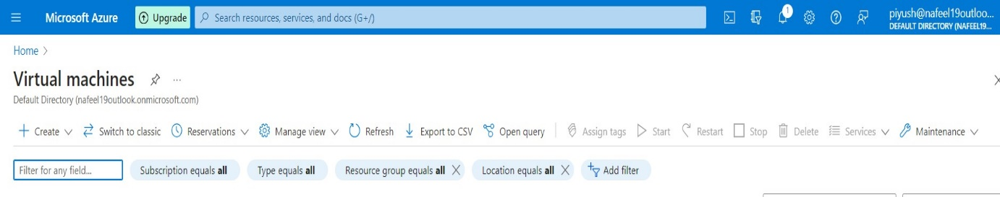 Microsoft Azure Upgrade Search resources, services, and docs (G+/) 1 piyush@nafeel19outloo...
DEFAULT DIRECTORY (NAFEEL19...
Home >
Virtual machines ...
Default Directory (nafeel19outlook.onmicrosoft.com)
+ Create Switch to classic Reservations Manage view Refresh Export to CSV Open query Assign tags Start Restart Stop Delete Services Maintenance
Filter for any field... Subscription equals all Type equals all Resource group equals all Location equals all Add filter